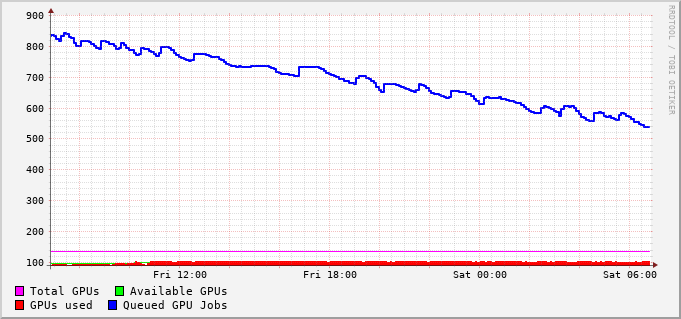 900
800
700
600
500
400
300
200
100
Fri 12:00 Fri 18:00 Sat 00:00 Sat 06:00
Total GPUs Available GPUs
GPUs used Queued GPU Jobs
RRDTOOL / TOBI OETIKER